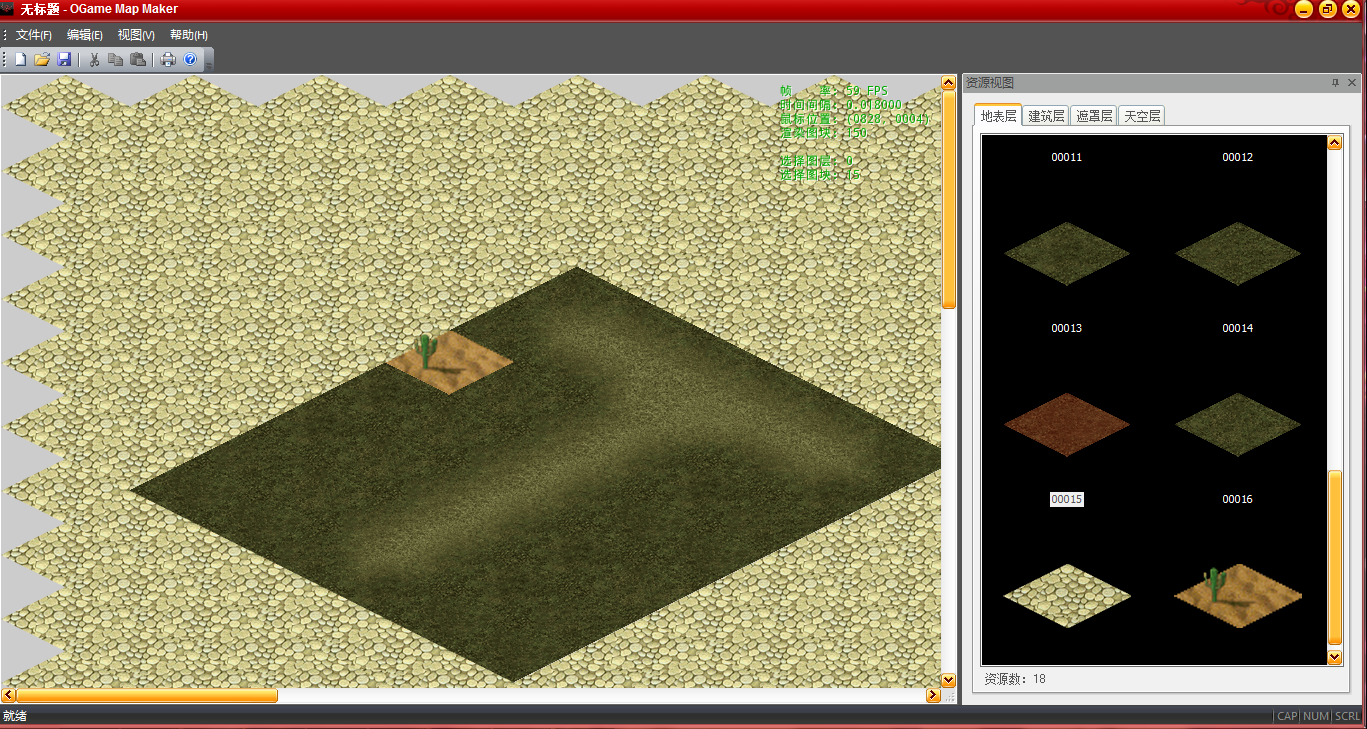 无标题 - OGame Map Maker
文件(F) 编辑(E) 视图(V) 帮助(H)
帧 率: 59 FPS
时间间隔: 0.018000
鼠标位置: (0828, 0004)
渲染图块: 150
选择图层: 0
选择图块: 15
资源视图
地表层 建筑层 遮罩层 天空层
00011 00012
00013 00014
00015 00016
资源数: 18
就绪
CAP NUM SCRL